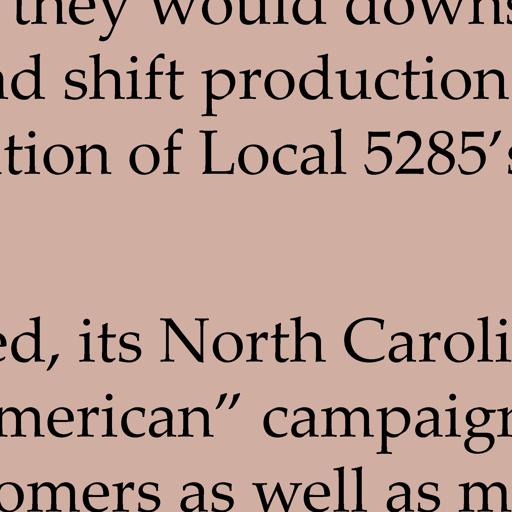 they would downs
nd shift production
tion of Local 5285’s
ed, its North Caroli
merican” campaign
omers as well as m